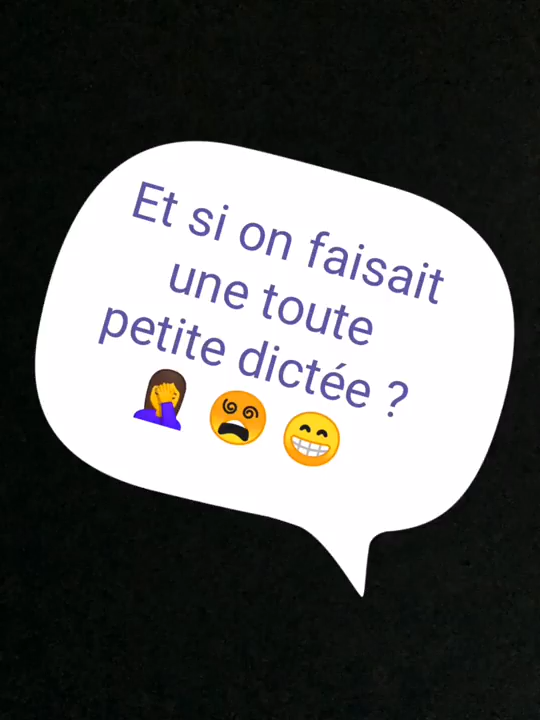 Et si on faisait
une toute
petite dictée ?
🤦‍♀️ 😵‍💫 😁